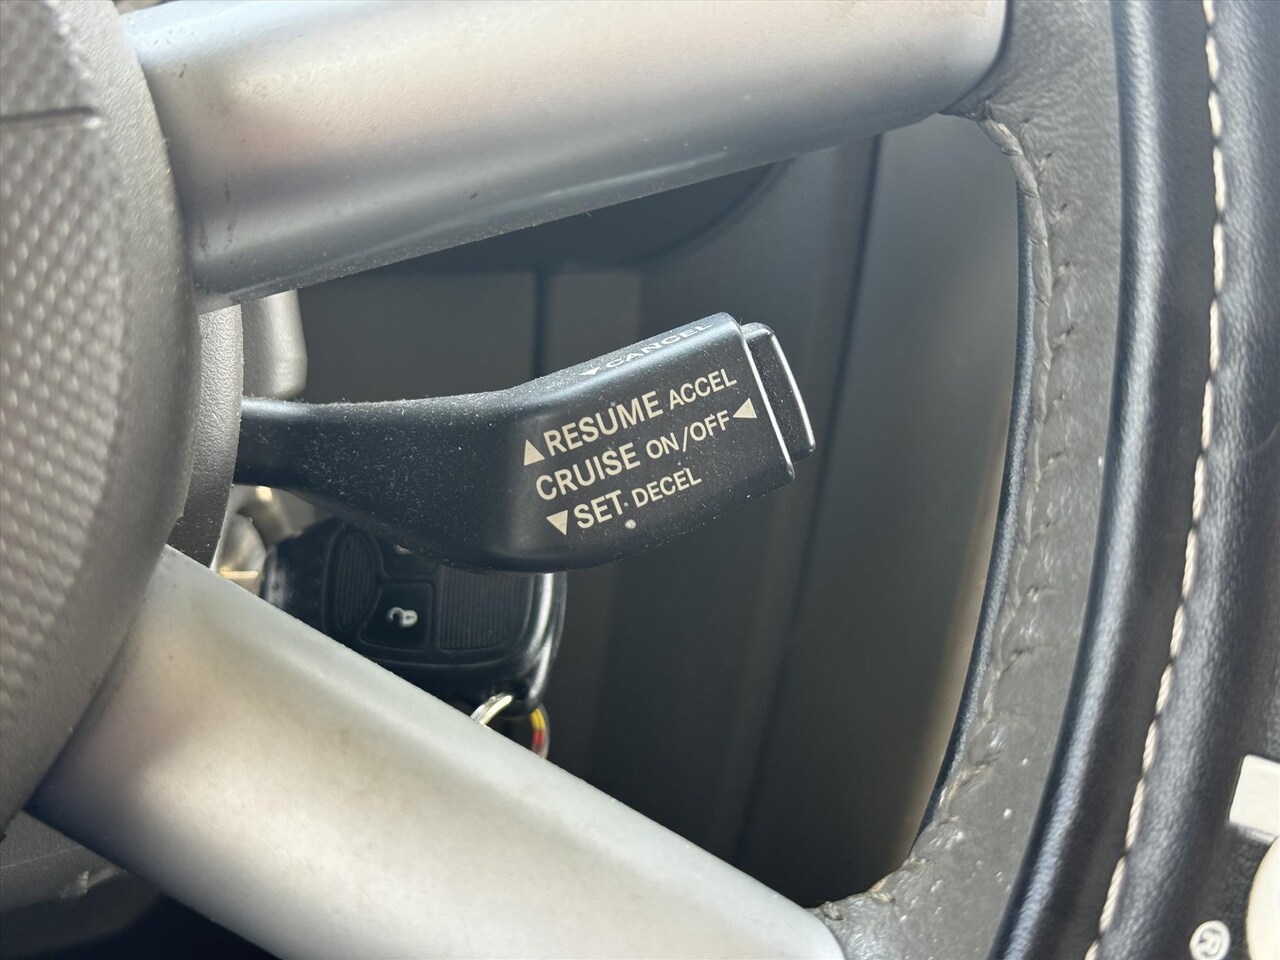 ▼CANCEL
▲RESUME ACCEL
CRUISE ON/OFF◀
▼SET·DECEL
®